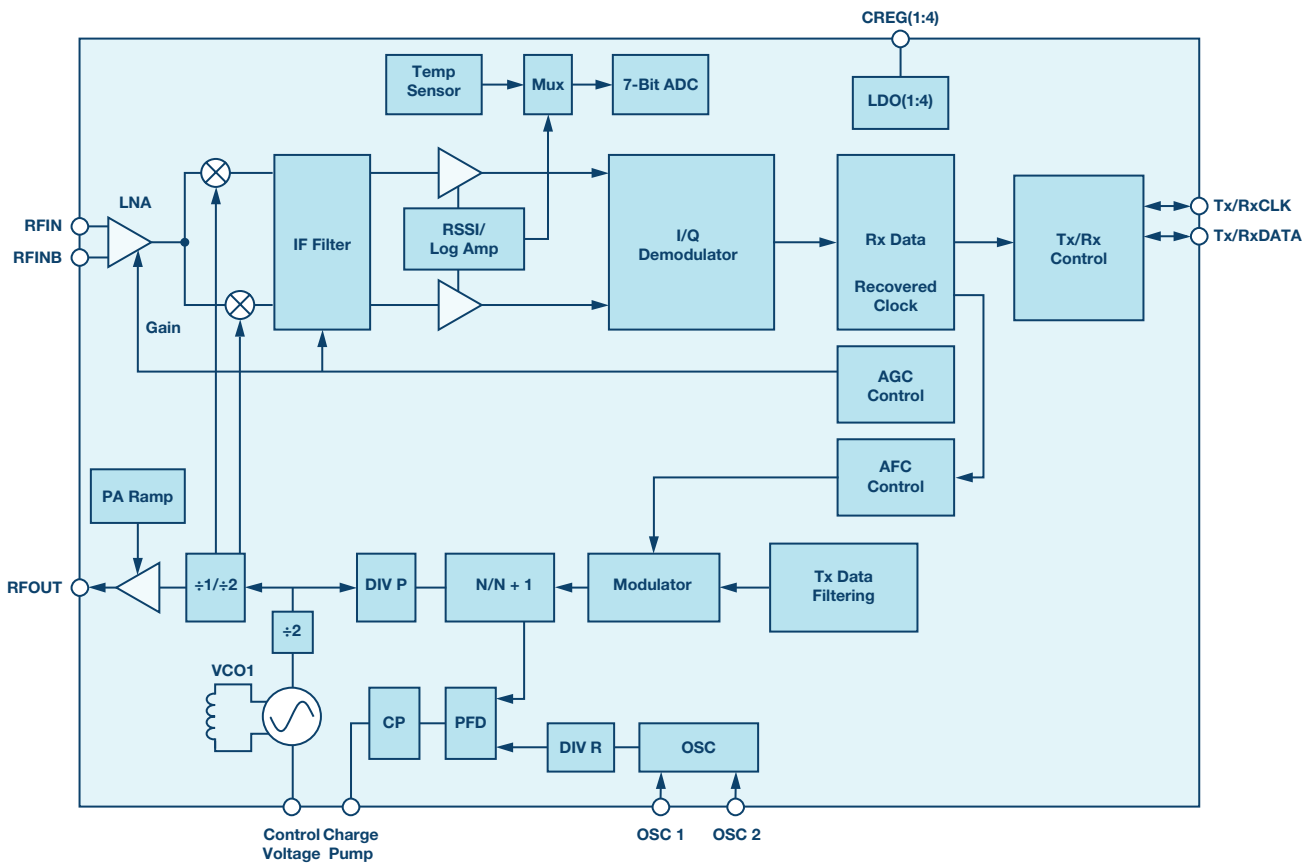 CREG(1:4)
Temp
Sensor
Mux
7-Bit ADC
LDO(1:4)
LNA
RFIN
RFINB
Gain
IF Filter
RSSI/
Log Amp
I/Q
Demodulator
Rx Data
Recovered
Clock
Tx/Rx
Control
Tx/RxCLK
Tx/RxDATA
AGC
Control
AFC
Control
PA Ramp
RFOUT
÷1/÷2
DIV P
N/N + 1
Modulator
Tx Data
Filtering
÷2
VCO1
CP
PFD
DIV R
OSC
Control
Voltage
Charge
Pump
OSC 1
OSC 2